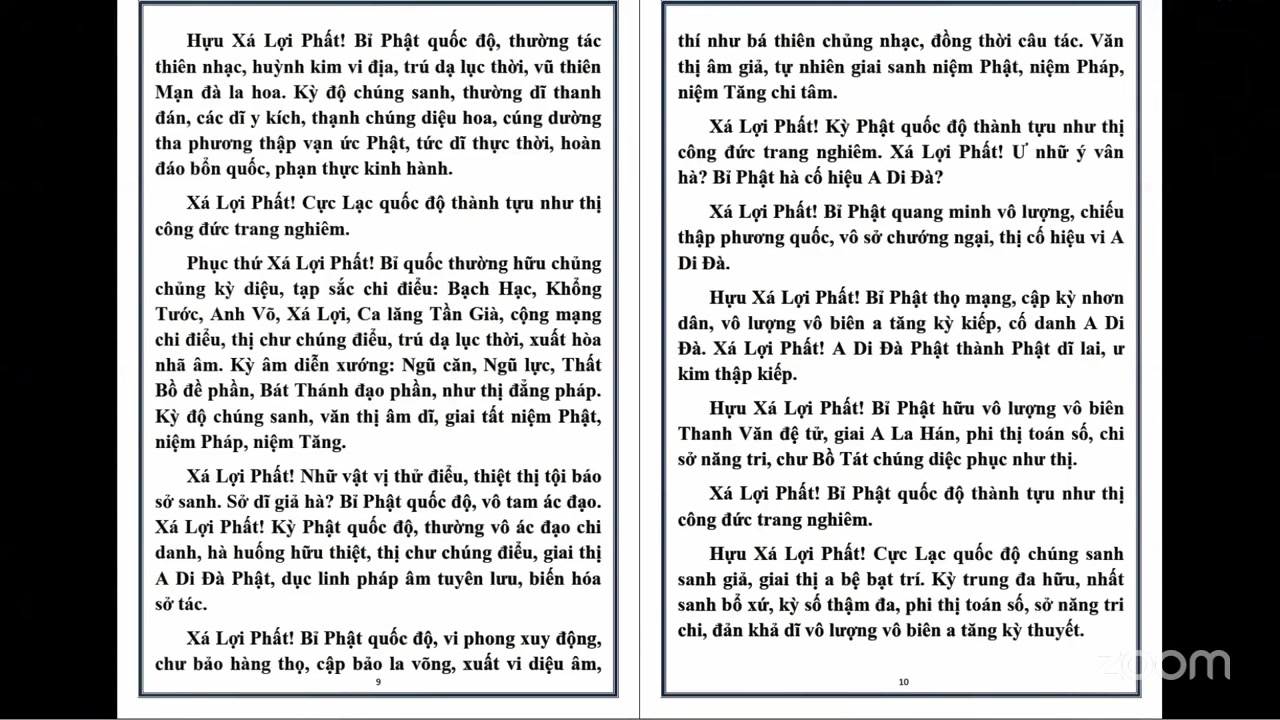 Hựu Xá Lợi Phất! Bỉ Phật quốc độ, thường tác
thiên nhạc, huỳnh kim vi địa, trú dạ lục thời, vũ thiên
Mạn đà la hoa. Kỳ độ chúng sanh, thường dĩ thanh
đán, các dĩ y kích, thạnh chúng diệu hoa, cúng dường
tha phương thập vạn ức Phật, tức dĩ thực thời, hoàn
đáo bổn quốc, phạn thực kinh hành.
Xá Lợi Phất! Cực Lạc quốc độ thành tựu như thị
công đức trang nghiêm.
Phục thứ Xá Lợi Phất! Bỉ quốc thường hữu chủng
chủng kỳ diệu, tạp sắc chi điểu: Bạch Hạc, Khổng
Tước, Anh Võ, Xá Lợi, Ca lăng Tần Già, cộng mạng
chi điểu, thị chư chúng điểu, trú dạ lục thời, xuất hòa
nhã âm. Kỳ âm diễn xướng: Ngũ căn, Ngũ lực, Thất
Bồ đề phần, Bát Thánh đạo phần, như thị đẳng pháp.
Kỳ độ chúng sanh, văn thị âm dĩ, giai tất niệm Phật,
niệm Pháp, niệm Tăng.
Xá Lợi Phất! Nhữ vật vị thử điểu, thiệt thị tội báo
sở sanh. Sở dĩ giả hà? Bỉ Phật quốc độ, vô tam ác đạo.
Xá Lợi Phất! Kỳ Phật quốc độ, thường vô ác đạo chi
danh, hà huống hữu thiệt, thị chư chúng điểu, giai thị
A Di Đà Phật, dục linh pháp âm tuyên lưu, biến hóa
sở tác.
Xá Lợi Phất! Bỉ Phật quốc độ, vi phong xuy động,
chư bảo hàng thọ, cập bảo la võng, xuất vi diệu âm,
9
thí như bá thiên chủng nhạc, đồng thời câu tác. Văn
thị âm giả, tự nhiên giai sanh niệm Phật, niệm Pháp,
niệm Tăng chi tâm.
Xá Lợi Phất! Kỳ Phật quốc độ thành tựu như thị
công đức trang nghiêm. Xá Lợi Phất! Ư nhữ ý vân
hà? Bỉ Phật hà cố hiệu A Di Đà?
Xá Lợi Phất! Bỉ Phật quang minh vô lượng, chiếu
thập phương quốc, vô sở chướng ngại, thị cố hiệu vi A
Di Đà.
Hựu Xá Lợi Phất! Bỉ Phật thọ mạng, cập kỳ nhơn
dân, vô lượng vô biên a tăng kỳ kiếp, cố danh A Di
Đà. Xá Lợi Phất! A Di Đà Phật thành Phật dĩ lai, ư
kim thập kiếp.
Hựu Xá Lợi Phất! Bỉ Phật hữu vô lượng vô biên
Thanh Văn đệ tử, giai A La Hán, phi thị toán số, chi
sở năng tri, chư Bồ Tát chúng diệc phục như thị.
Xá Lợi Phất! Bỉ Phật quốc độ thành tựu như thị
công đức trang nghiêm.
Hựu Xá Lợi Phất! Cực Lạc quốc độ chúng sanh
sanh giả, giai thị a bệ bạt trí. Kỳ trung đa hữu, nhất
sanh bổ xứ, kỳ số thậm đa, phi thị toán số, sở năng tri
chi, đản khả dĩ vô lượng vô biên a tăng kỳ thuyết.
10
zoom